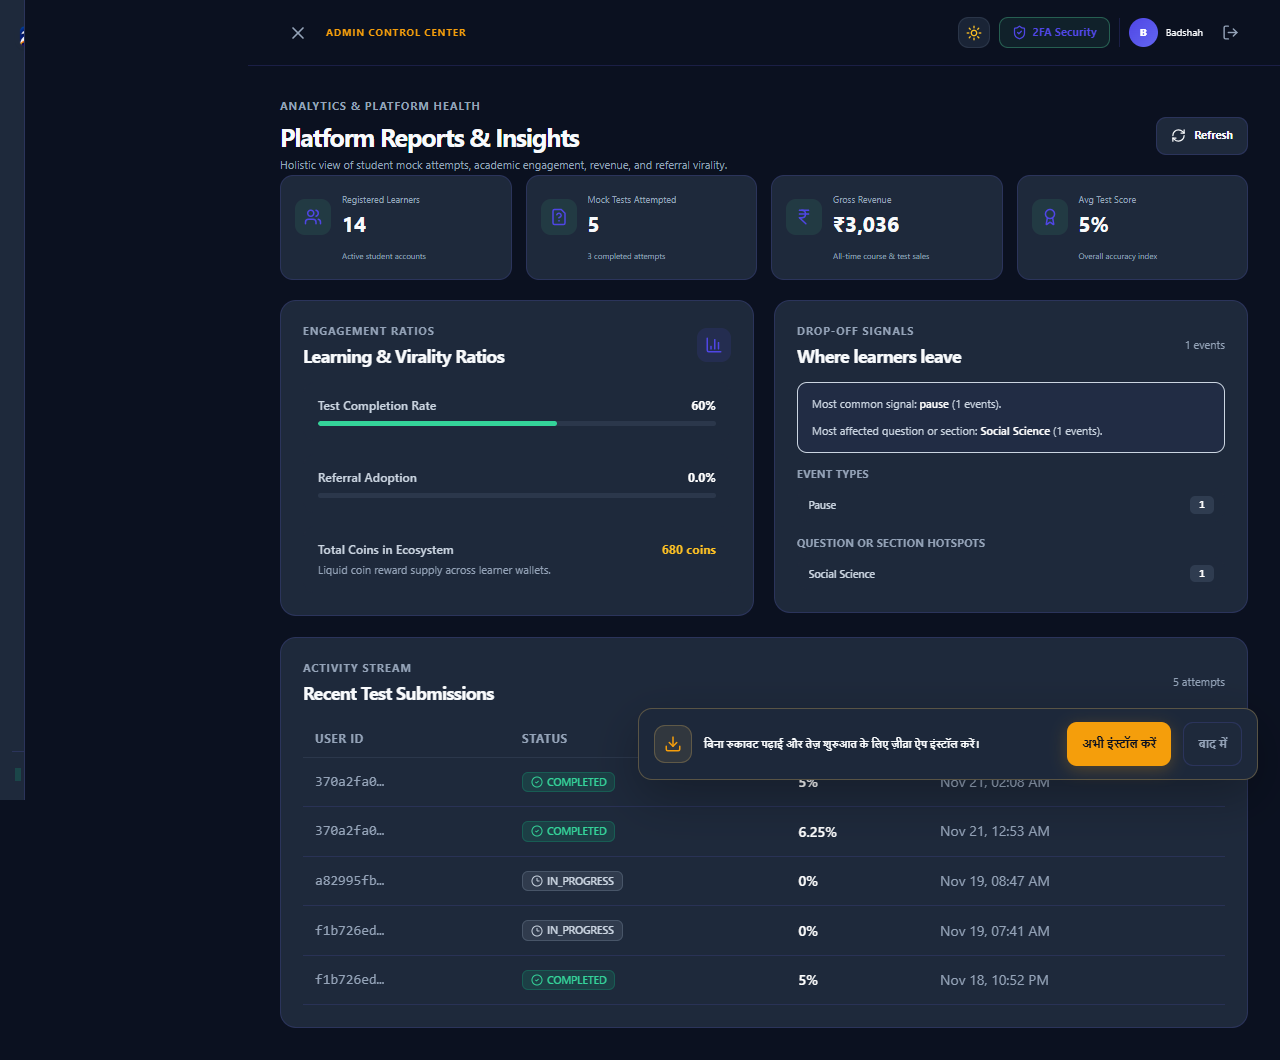 ADMIN CONTROL CENTER
2FA Security
B
Badshah
ANALYTICS & PLATFORM HEALTH
Platform Reports & Insights
Refresh
Holistic view of student mock attempts, academic engagement, revenue, and referral virality.
Registered Learners
14
Active student accounts
Mock Tests Attempted
5
3 completed attempts
Gross Revenue
₹3,036
All-time course & test sales
Avg Test Score
5%
Overall accuracy index
ENGAGEMENT RATIOS
Learning & Virality Ratios
Test Completion Rate 60%
Referral Adoption 0.0%
Total Coins in Ecosystem 680 coins
Liquid coin reward supply across learner wallets.
DROP-OFF SIGNALS
Where learners leave
1 events
Most common signal: pause (1 events).
Most affected question or section: Social Science (1 events).
EVENT TYPES
Pause 1
QUESTION OR SECTION HOTSPOTS
Social Science 1
ACTIVITY STREAM
Recent Test Submissions
5 attempts
USER ID STATUS
बिना रुकावट पढ़ाई और तेज़ शुरुआत के लिए ज़ीव्रा ऐप इंस्टॉल करें।
अभी इंस्टॉल करें
बाद में
370a2fa0… COMPLETED 5% Nov 21, 02:08 AM
370a2fa0… COMPLETED 6.25% Nov 21, 12:53 AM
a82995fb… IN_PROGRESS 0% Nov 19, 08:47 AM
f1b726ed… IN_PROGRESS 0% Nov 19, 07:41 AM
f1b726ed… COMPLETED 5% Nov 18, 10:52 PM